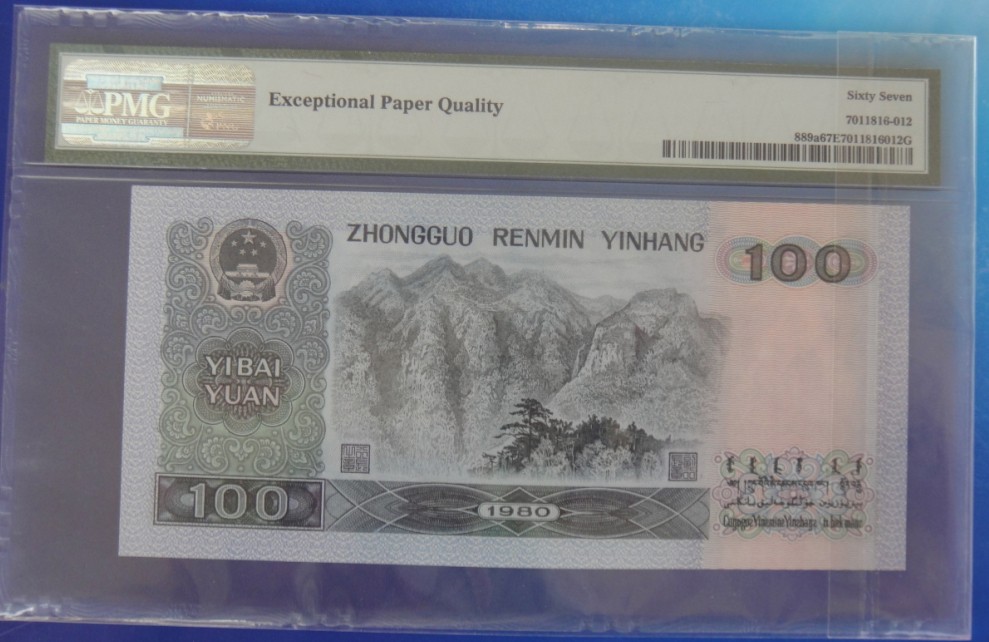 PMG
PAPER MONEY GUARANTY
NUMISMATIC
Exceptional Paper Quality
Sixty Seven
7011816-012
889a67E7011816012G
ZHONGGUO RENMIN YINHANG
100
YIBAI
YUAN
100
1980